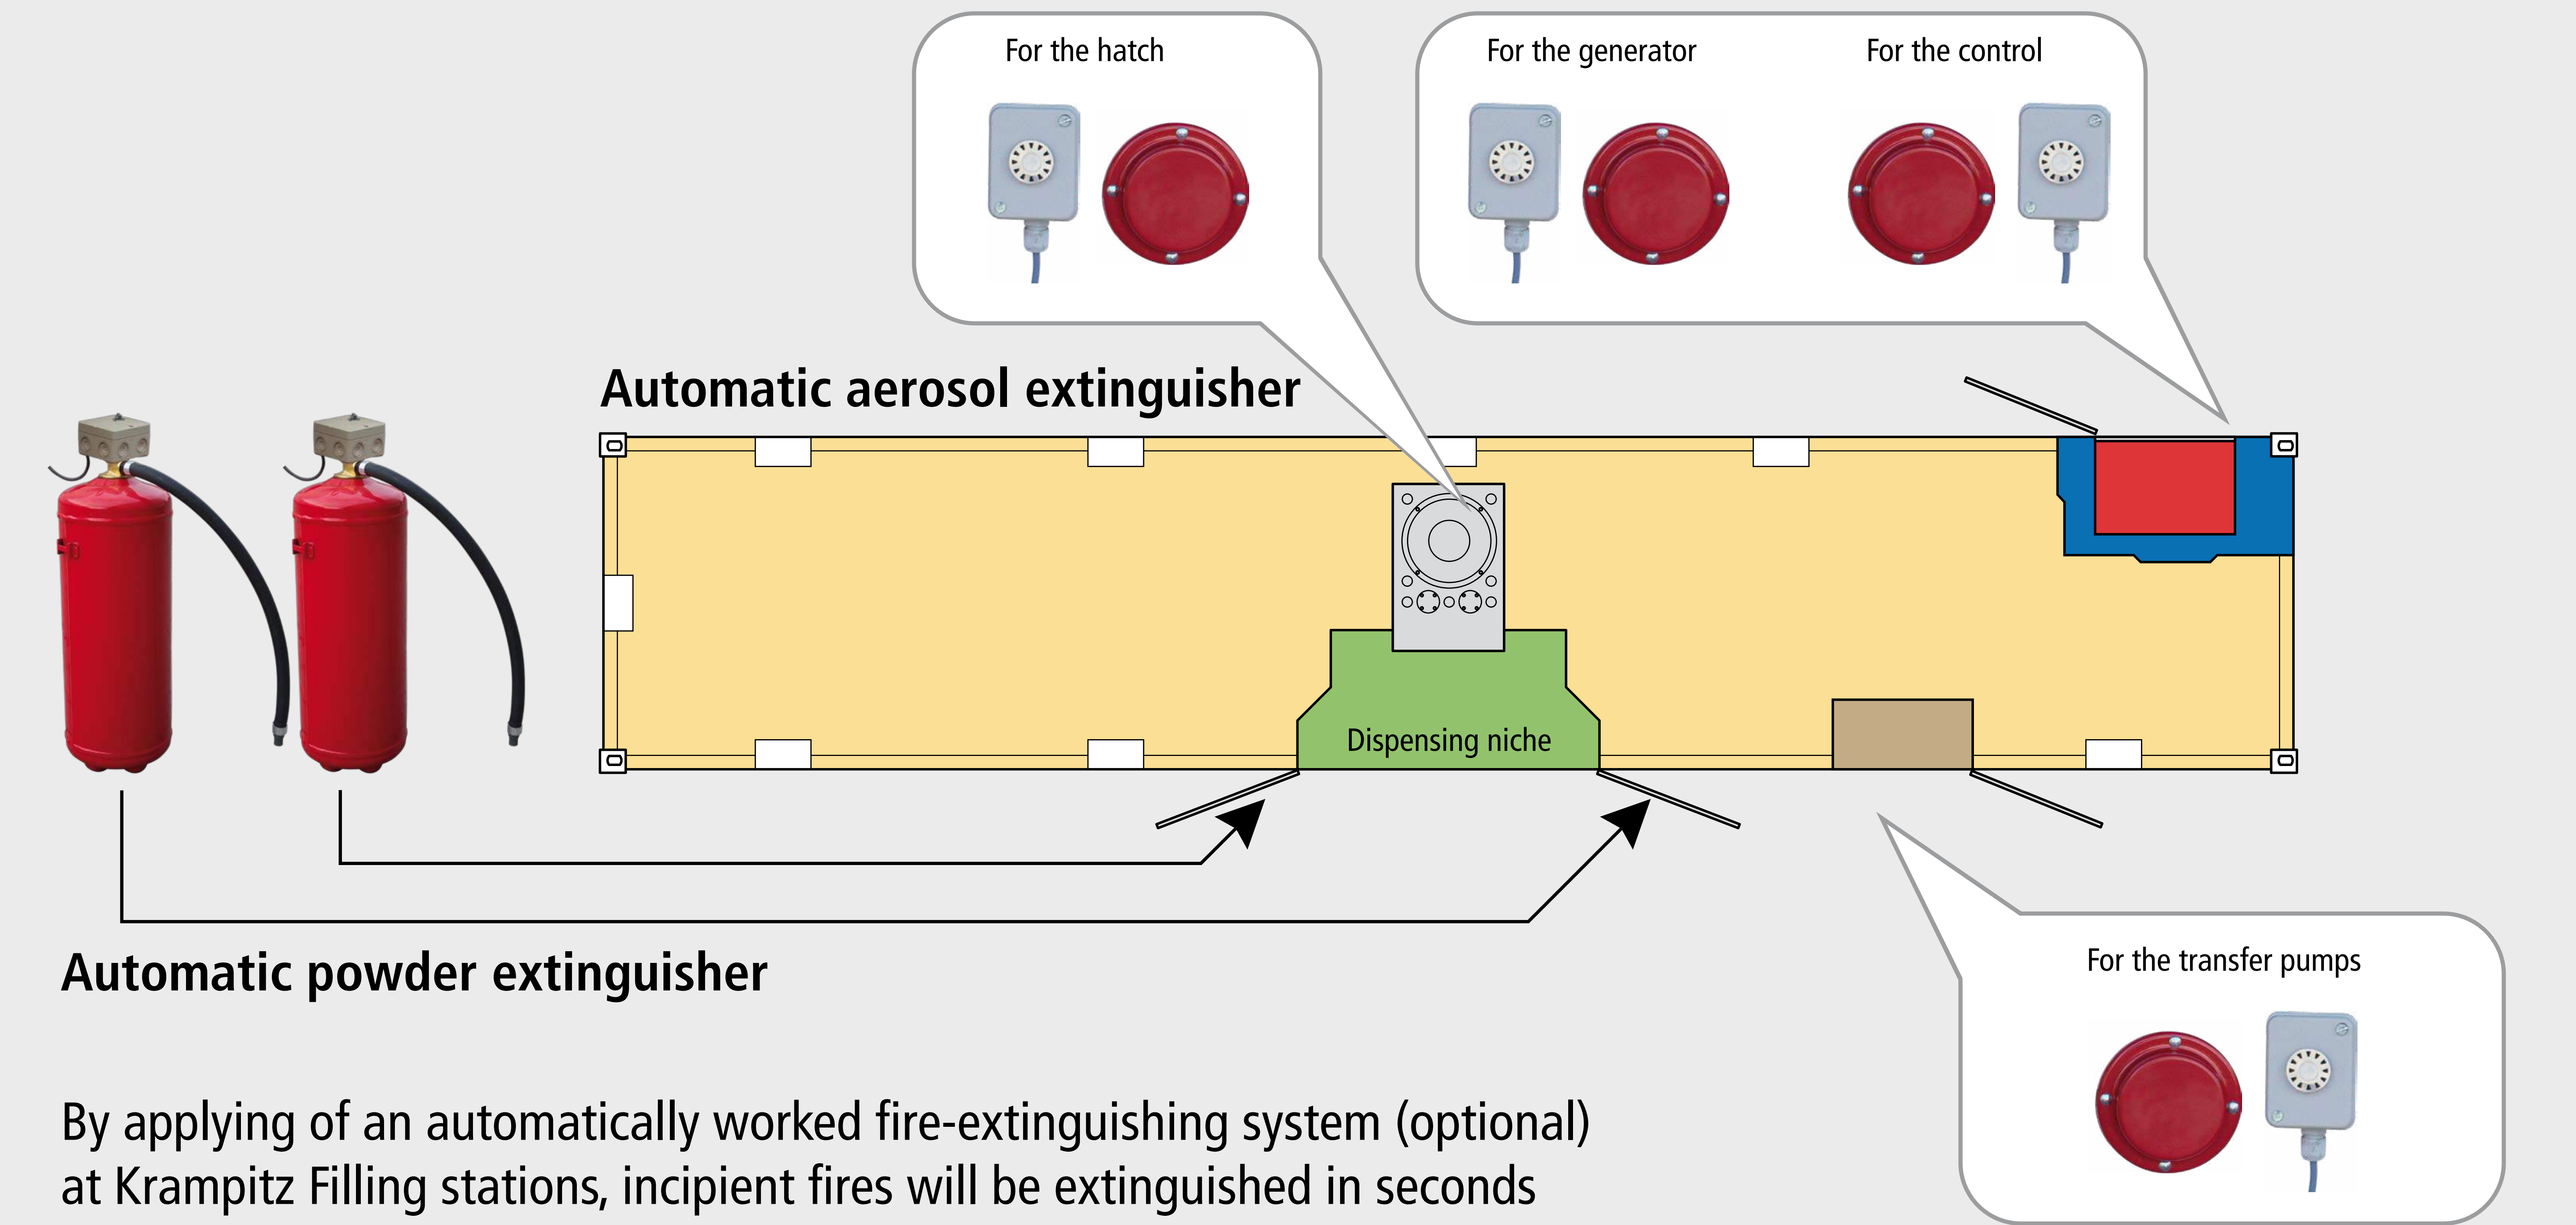 For the hatch
For the generator
For the control
Automatic aerosol extinguisher
Dispensing niche
Automatic powder extinguisher
For the transfer pumps
By applying of an automatically worked fire-extinguishing system (optional)
at Krampitz Filling stations, incipient fires will be extinguished in seconds